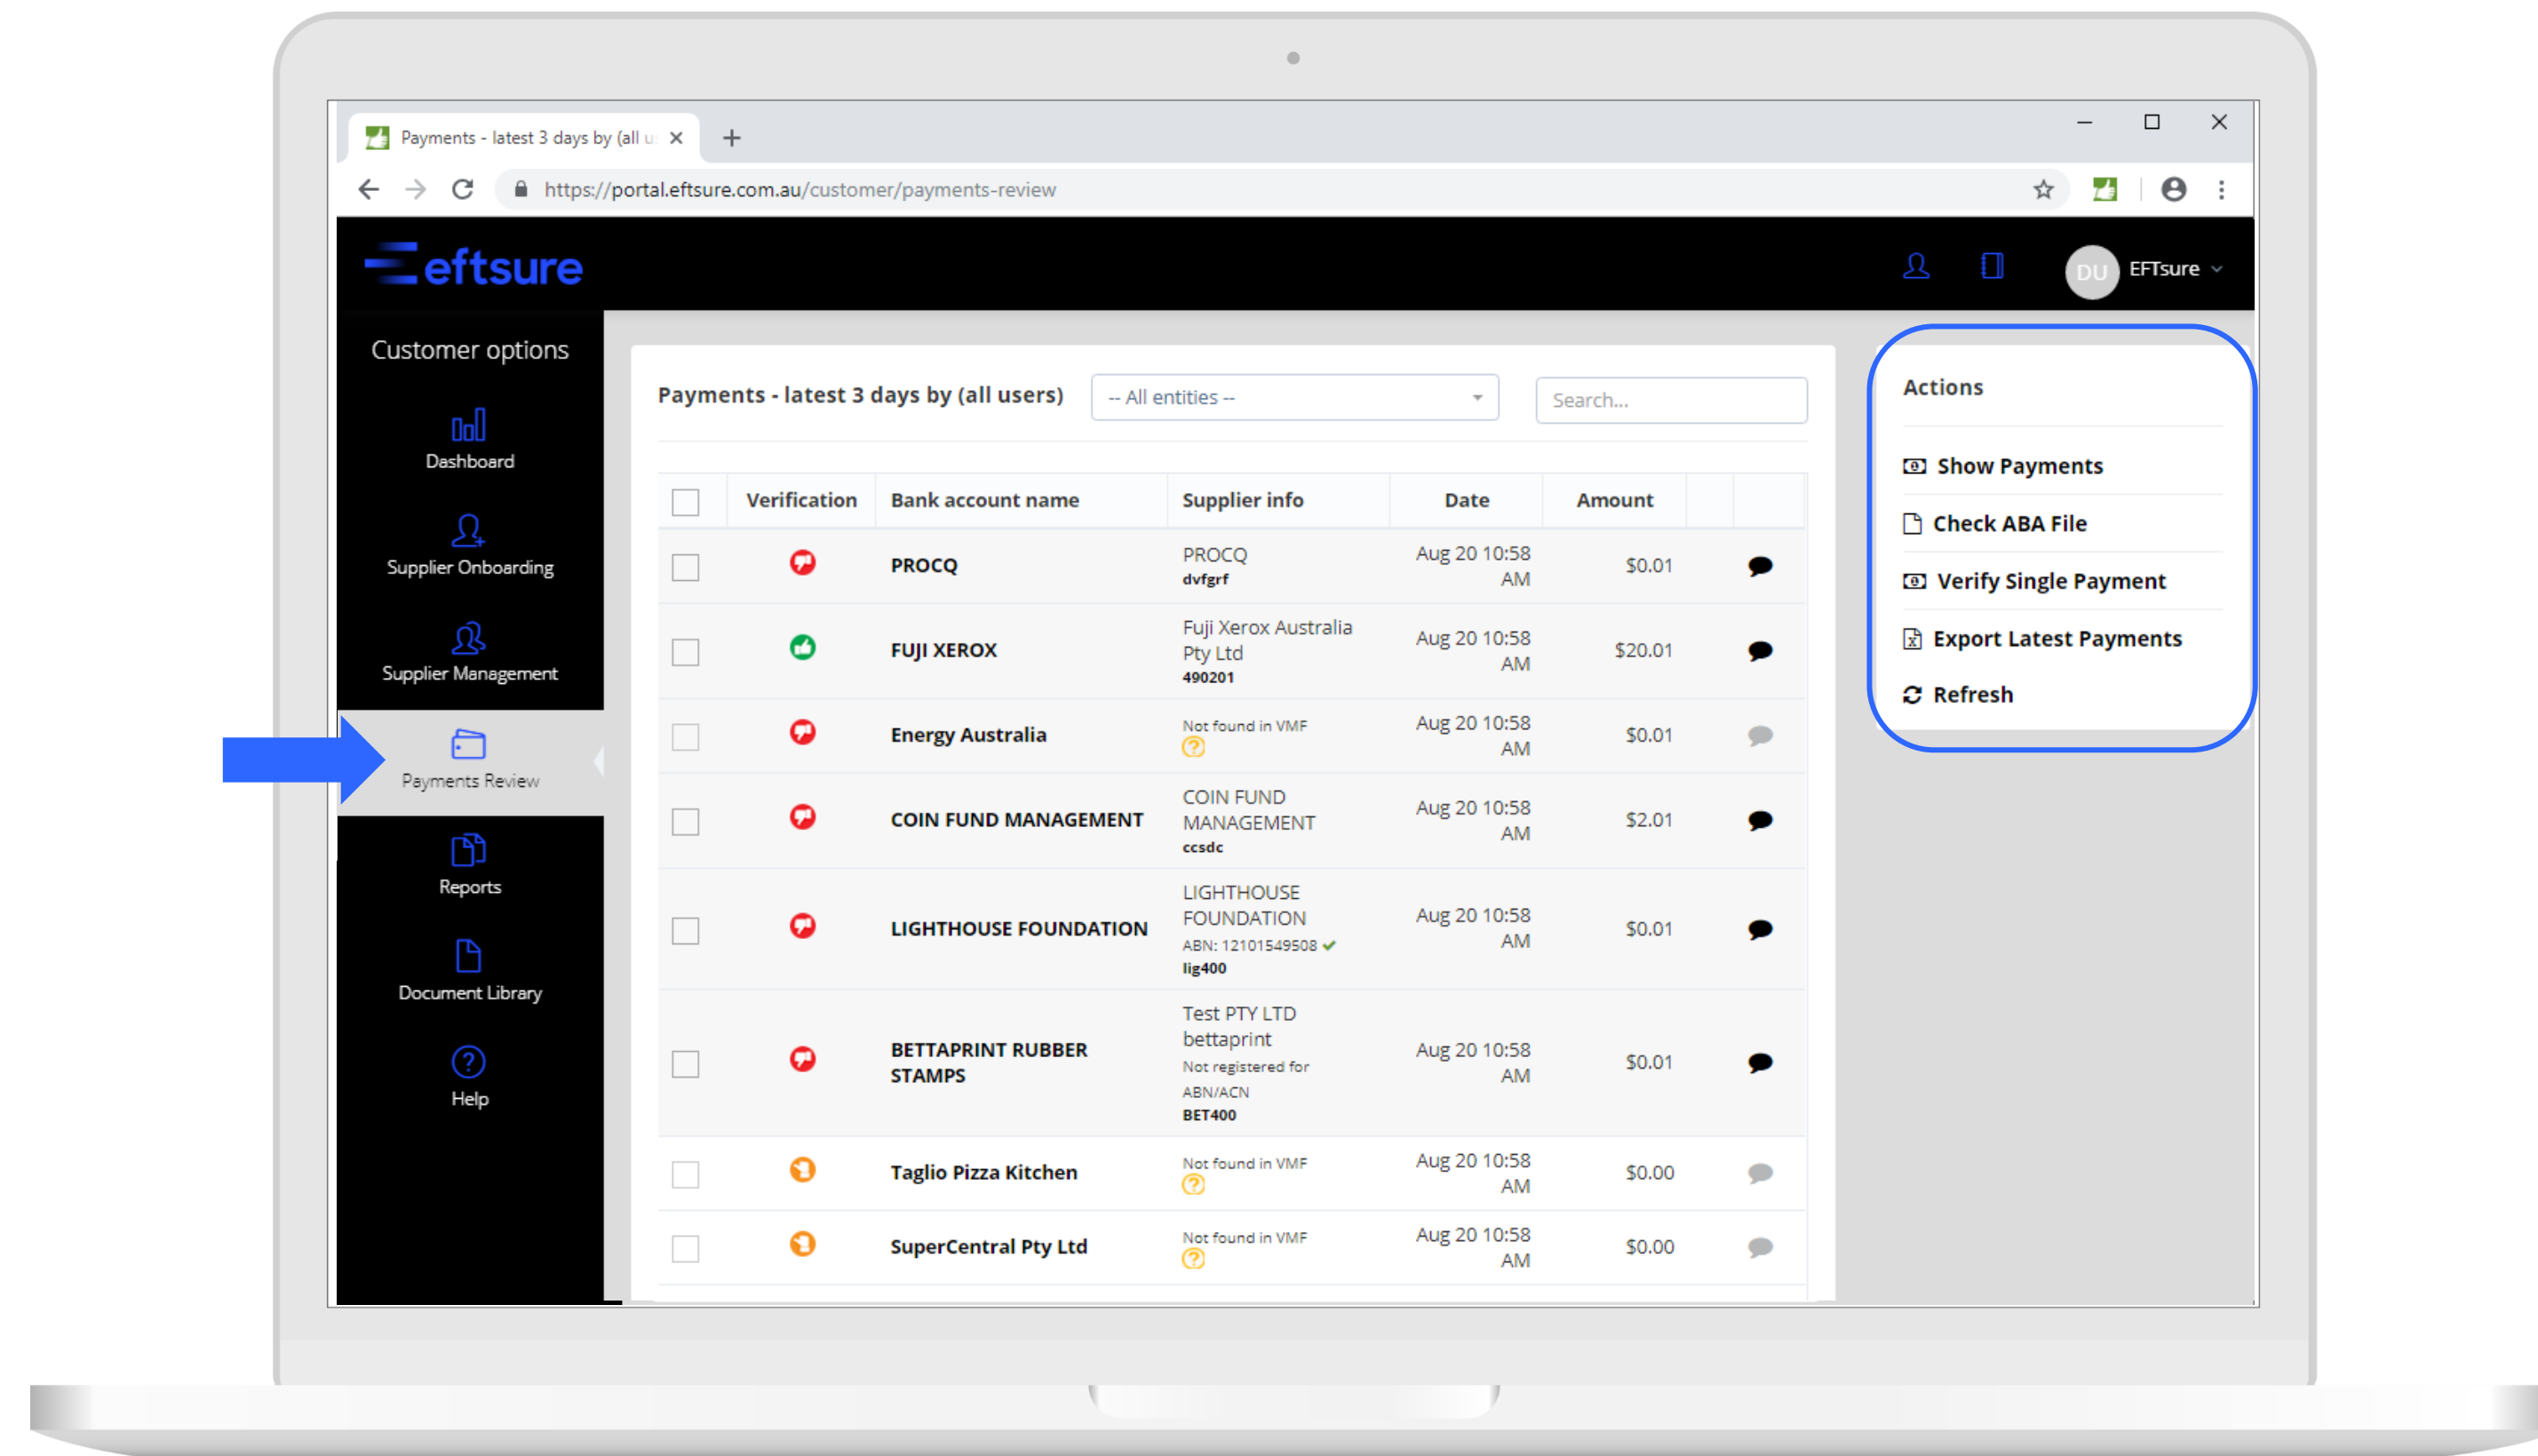 Payments - latest 3 days by (all u
https://portal.eftsure.com.au/customer/payments-review
eftsure
DU EFTsure
Customer options
Dashboard
Supplier Onboarding
Supplier Management
Payments Review
Reports
Document Library
Help
Payments - latest 3 days by (all users)
-- All entities --
Search...
Verification Bank account name Supplier info Date Amount
PROCQ
PROCQ
dvfgrf
Aug 20 10:58
AM
$0.01
FUJI XEROX
Fuji Xerox Australia
Pty Ltd
490201
Aug 20 10:58
AM
$20.01
Energy Australia
Not found in VMF
Aug 20 10:58
AM
$0.01
COIN FUND MANAGEMENT
COIN FUND
MANAGEMENT
ccsdc
Aug 20 10:58
AM
$2.01
LIGHTHOUSE FOUNDATION
LIGHTHOUSE
FOUNDATION
ABN: 12101549508
lig400
Aug 20 10:58
AM
$0.01
BETTAPRINT RUBBER
STAMPS
Test PTY LTD
bettaprint
Not registered for
ABN/ACN
BET400
Aug 20 10:58
AM
$0.01
Taglio Pizza Kitchen
Not found in VMF
Aug 20 10:58
AM
$0.00
SuperCentral Pty Ltd
Not found in VMF
Aug 20 10:58
AM
$0.00
Actions
Show Payments
Check ABA File
Verify Single Payment
Export Latest Payments
Refresh